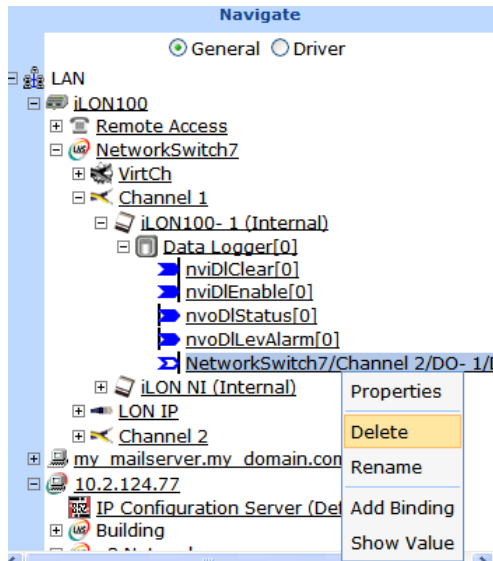 Navigate
General Driver
LAN
iLON100
Remote Access
NetworkSwitch7
VirtCh
Channel 1
iLON100- 1 (Internal)
Data Logger[0]
nviDlClear[0]
nviDlEnable[0]
nvoDlStatus[0]
nvoDlLevAlarm[0]
NetworkSwitch7/Channel 2/DO- 1/
iLON NI (Internal)
Properties
LON IP
Channel 2
Delete
my_mailserver.my_domain.com
Rename
10.2.124.77
IP Configuration Server (Def
Add Binding
Building
Show Value